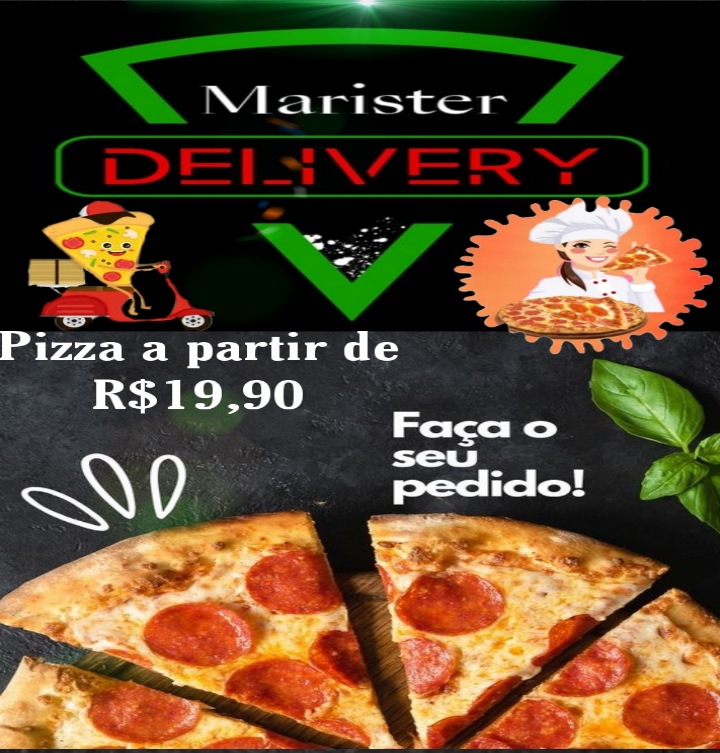 Marister
DELIVERY
Pizza a partir de
R$19,90
Faça o
seu
pedido!